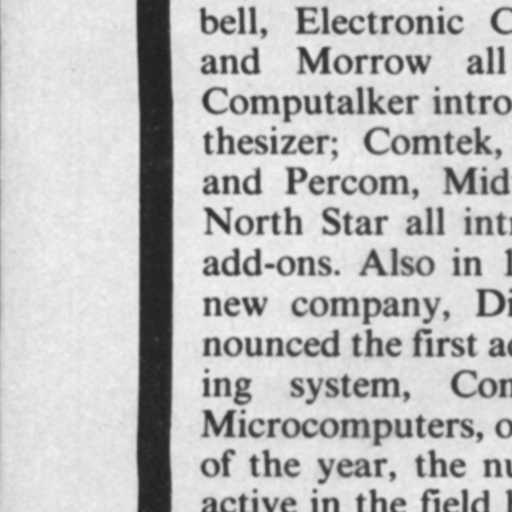 bell, Electronic C
and Morrow all
Computalker intro
thesizer; Comtek,
and Percom, Mid
North Star all int
add-ons. Also in 1
new company, Di
nounced the first a
ing system, Con
Microcomputers, o
of the year, the nu
active in the field